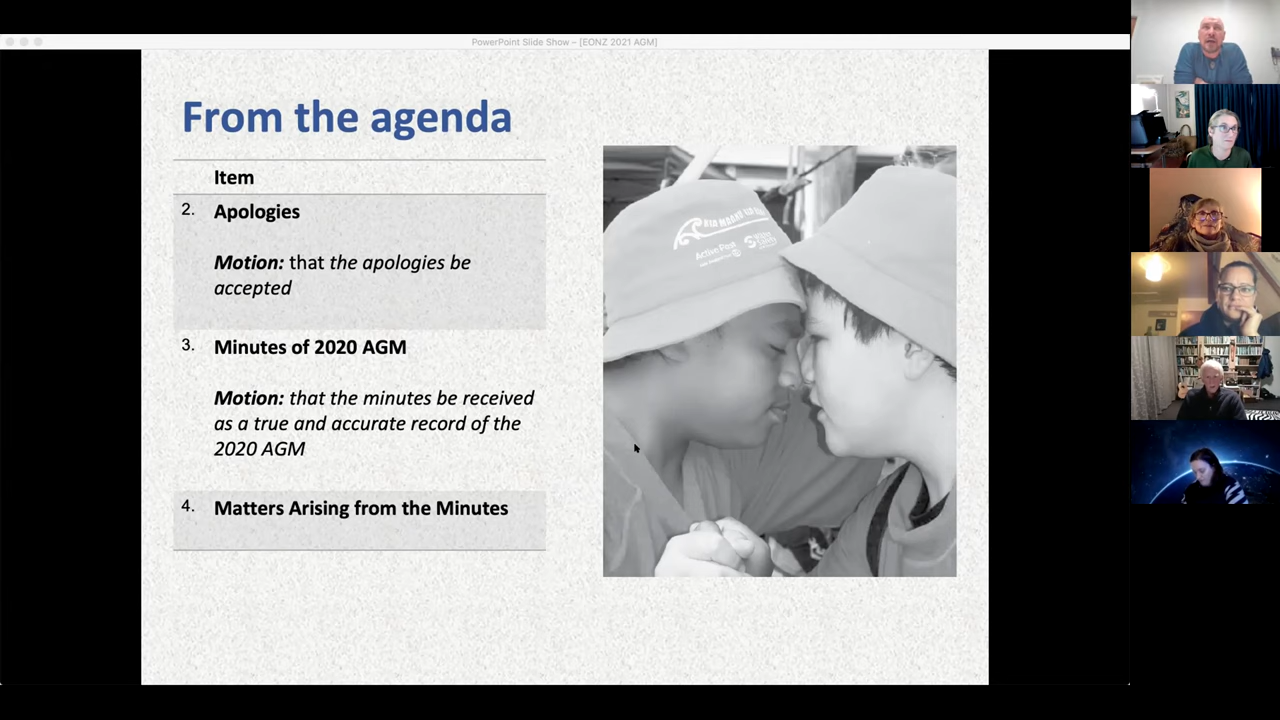 PowerPoint Slide Show – [EONZ 2021 AGM]
From the agenda
Item
2. Apologies
Motion: that the apologies be
accepted
3. Minutes of 2020 AGM
Motion: that the minutes be received
as a true and accurate record of the
2020 AGM
4. Matters Arising from the Minutes
Active Post